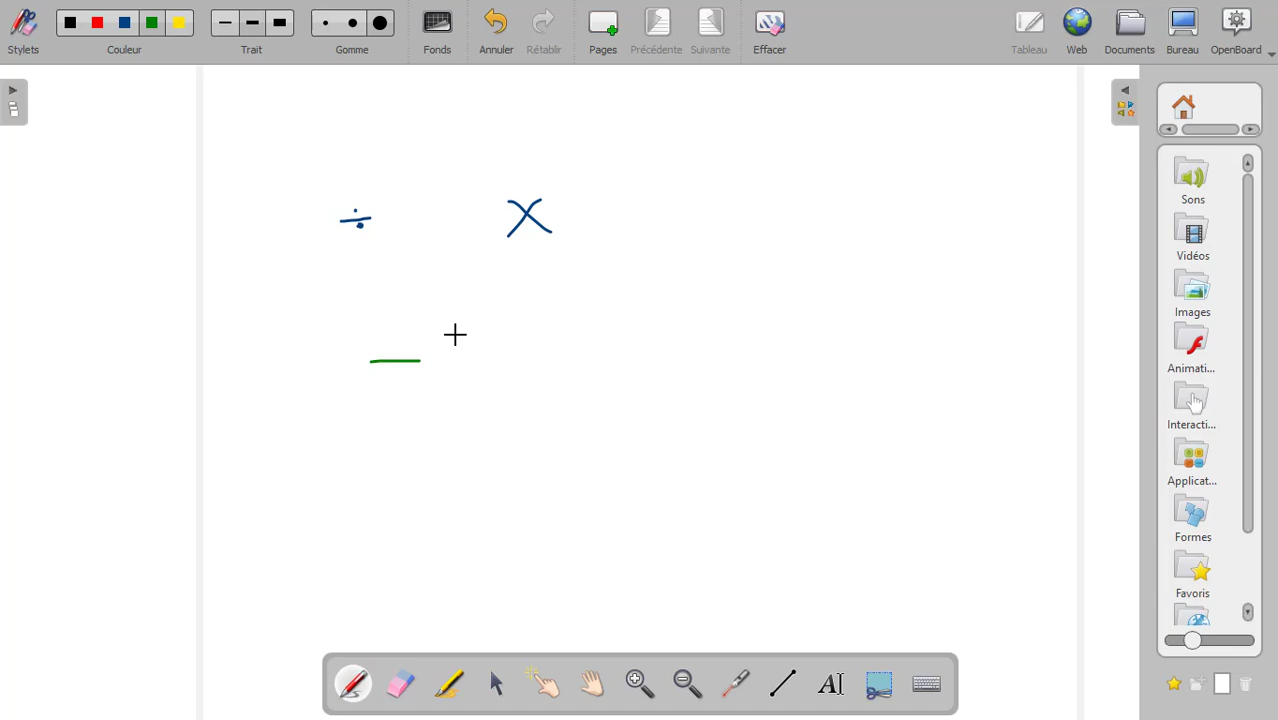 Stylets
Couleur
Trait
Gomme
Fonds
Annuler
Rétablir
Pages
Précédente
Suivante
Effacer
Tableau
Web
Documents
Bureau
OpenBoard
÷ ×
—
Sons
Vidéos
Images
Animati...
Interacti...
Applicat...
Formes
Favoris